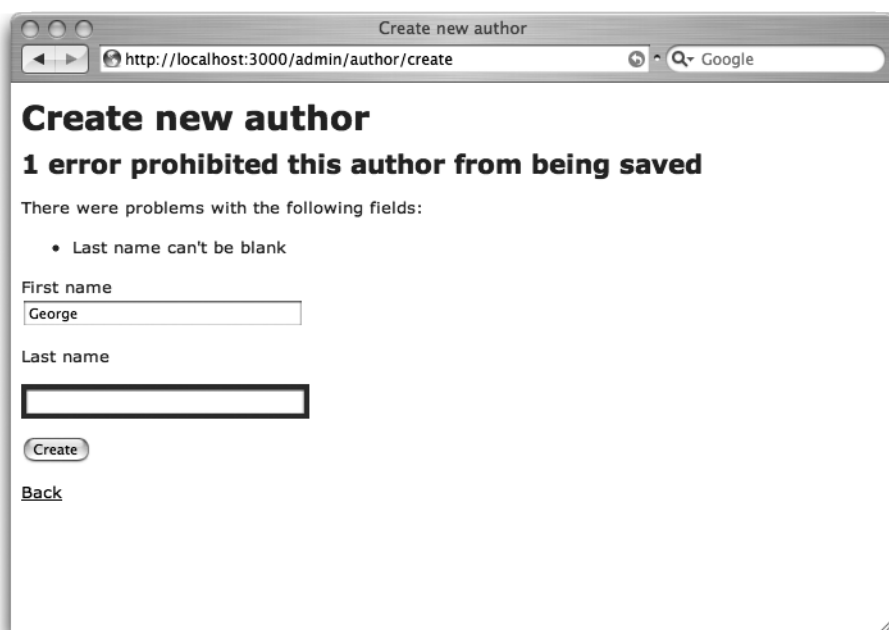 Create new author
http://localhost:3000/admin/author/create
Google
Create new author
1 error prohibited this author from being saved
There were problems with the following fields:
• Last name can't be blank
First name
George
Last name
Create
Back